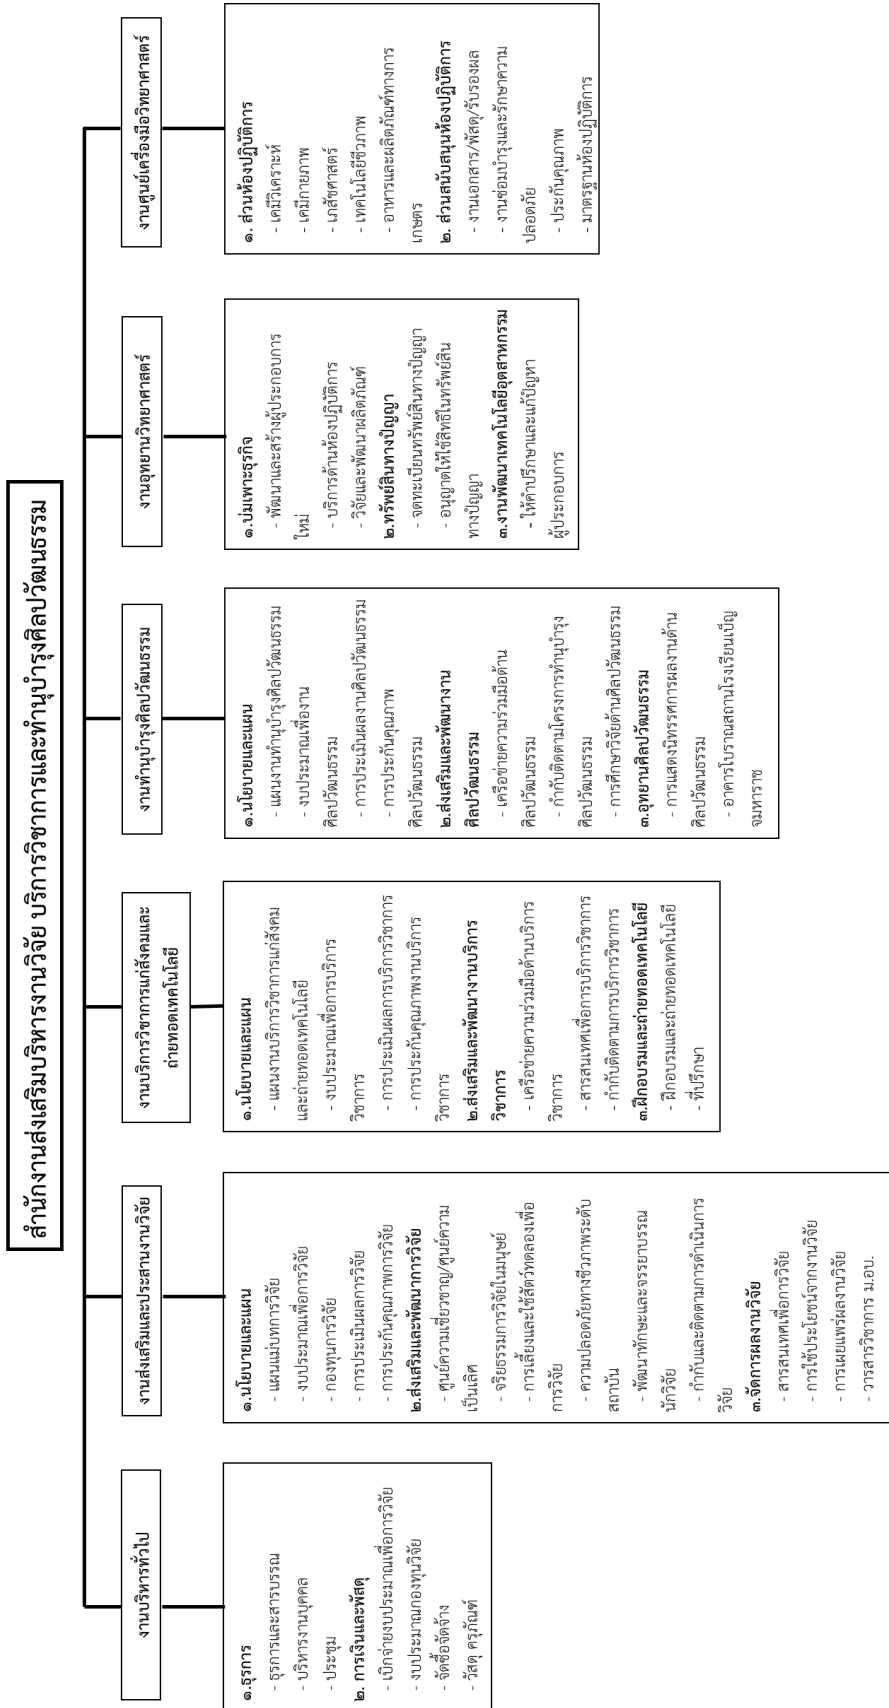 สำนักงานส่งเสริมบริหารงานวิจัย บริการวิชาการและทำนุบำรุงศิลปวัฒนธรรม
งานบริหารทั่วไป
๑.ธุรการ
- ธุรการและสารบรรณ
- บริหารงานบุคคล
- ประชุม
๒. การเงินและพัสดุ
- เบิกจ่ายงบประมาณเพื่อการวิจัย
- งบประมาณกองทุนวิจัย
- จัดซื้อจัดจ้าง
- วัสดุ ครุภัณฑ์
งานส่งเสริมและประสานงานวิจัย
๑.นโยบายและแผน
- แผนแม่บทการวิจัย
- งบประมาณเพื่อการวิจัย
- กองทุนการวิจัย
- การประเมินผลการวิจัย
- การประกันคุณภาพการวิจัย
๒.ส่งเสริมและพัฒนาการวิจัย
- ศูนย์ความเชี่ยวชาญ/ศูนย์ความ
เป็นเลิศ
- จริยธรรมการวิจัยในมนุษย์
- การเลี้ยงและใช้สัตว์ทดลองเพื่อ
การวิจัย
- ความปลอดภัยทางชีวภาพระดับ
สถาบัน
- พัฒนาทักษะและจรรยาบรรณ
นักวิจัย
- กำกับและติดตามการดำเนินการ
วิจัย
๓.จัดการผลงานวิจัย
- สารสนเทศเพื่อการวิจัย
- การใช้ประโยชน์จากงานวิจัย
- การเผยแพร่ผลงานวิจัย
- วารสารวิชาการ ม.อบ.
งานบริการวิชาการแก่สังคมและ
ถ่ายทอดเทคโนโลยี
๑.นโยบายและแผน
- แผนงานบริการวิชาการแก่สังคม
และถ่ายทอดเทคโนโลยี
- งบประมาณเพื่อการบริการ
วิชาการ
- การประเมินผลการบริการวิชาการ
- การประกันคุณภาพงานบริการ
วิชาการ
๒.ส่งเสริมและพัฒนางานบริการ
วิชาการ
- เครือข่ายความร่วมมือด้านบริการ
วิชาการ
- สารสนเทศเพื่อการบริการวิชาการ
- กำกับติดตามการบริการวิชาการ
๓.ฝึกอบรมและถ่ายทอดเทคโนโลยี
- ฝึกอบรมและถ่ายทอดเทคโนโลยี
- ที่ปรึกษา
งานทำนุบำรุงศิลปวัฒนธรรม
๑.นโยบายและแผน
- แผนงานทำนุบำรุงศิลปวัฒนธรรม
- งบประมาณเพื่องาน
ศิลปวัฒนธรรม
- การประเมินผลงานศิลปวัฒนธรรม
- การประกันคุณภาพ
ศิลปวัฒนธรรม
๒.ส่งเสริมและพัฒนางาน
ศิลปวัฒนธรรม
- เครือข่ายความร่วมมือด้าน
ศิลปวัฒนธรรม
- กำกับติดตามโครงการทำนุบำรุง
ศิลปวัฒนธรรม
- การศึกษาวิจัยด้านศิลปวัฒนธรรม
๓.อุทยานศิลปวัฒนธรรม
- การแสดงนิทรรศการผลงานด้าน
ศิลปวัฒนธรรม
- อาคารโบราณสถานโรงเรียนเบ็ญ
จมหาราช
งานอุทยานวิทยาศาสตร์
๑.บ่มเพาะธุรกิจ
- พัฒนาและสร้างผู้ประกอบการ
ใหม่
- บริการด้านห้องปฏิบัติการ
- วิจัยและพัฒนาผลิตภัณฑ์
๒.ทรัพย์สินทางปัญญา
- จดทะเบียนทรัพย์สินทางปัญญา
- อนุญาตให้ใช้สิทธิในทรัพย์สิน
ทางปัญญา
๓.งานพัฒนาเทคโนโลยีอุตสาหกรรม
- ให้คำปรึกษาและแก้ปัญหา
ผู้ประกอบการ
งานศูนย์เครื่องมือวิทยาศาสตร์
๑. ส่วนห้องปฏิบัติการ
- เคมีวิเคราะห์
- เคมีกายภาพ
- เภสัชศาสตร์
- เทคโนโลยีชีวภาพ
- อาหารและผลิตภัณฑ์ทางการ
เกษตร
๒. ส่วนสนับสนุนห้องปฏิบัติการ
- งานเอกสาร/พัสดุ/รับรองผล
- งานซ่อมบำรุงและรักษาความ
ปลอดภัย
- ประกันคุณภาพ
- มาตรฐานห้องปฏิบัติการ